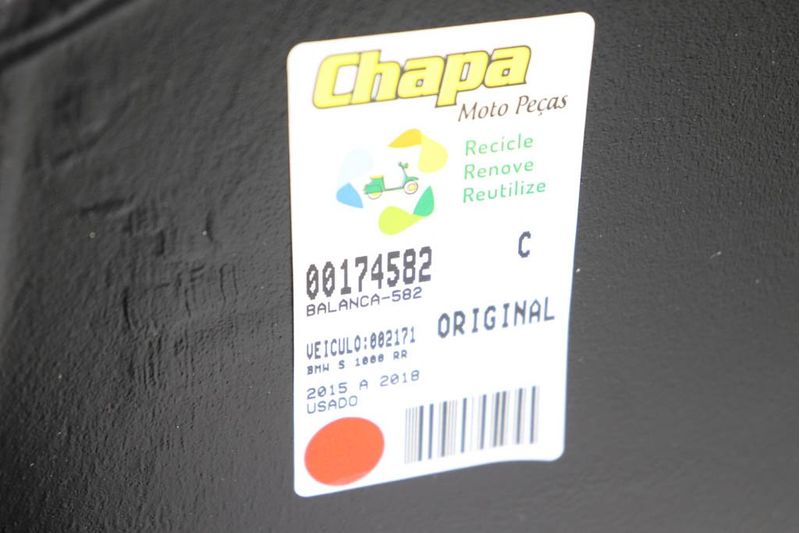 Chapa
Moto Peças
Recicle
Renove
Reutilize
00174582
C
BALANCA-582
VEICULO:002171
ORIGINAL
BMW S 1000 RR
2015 A 2018
USADO